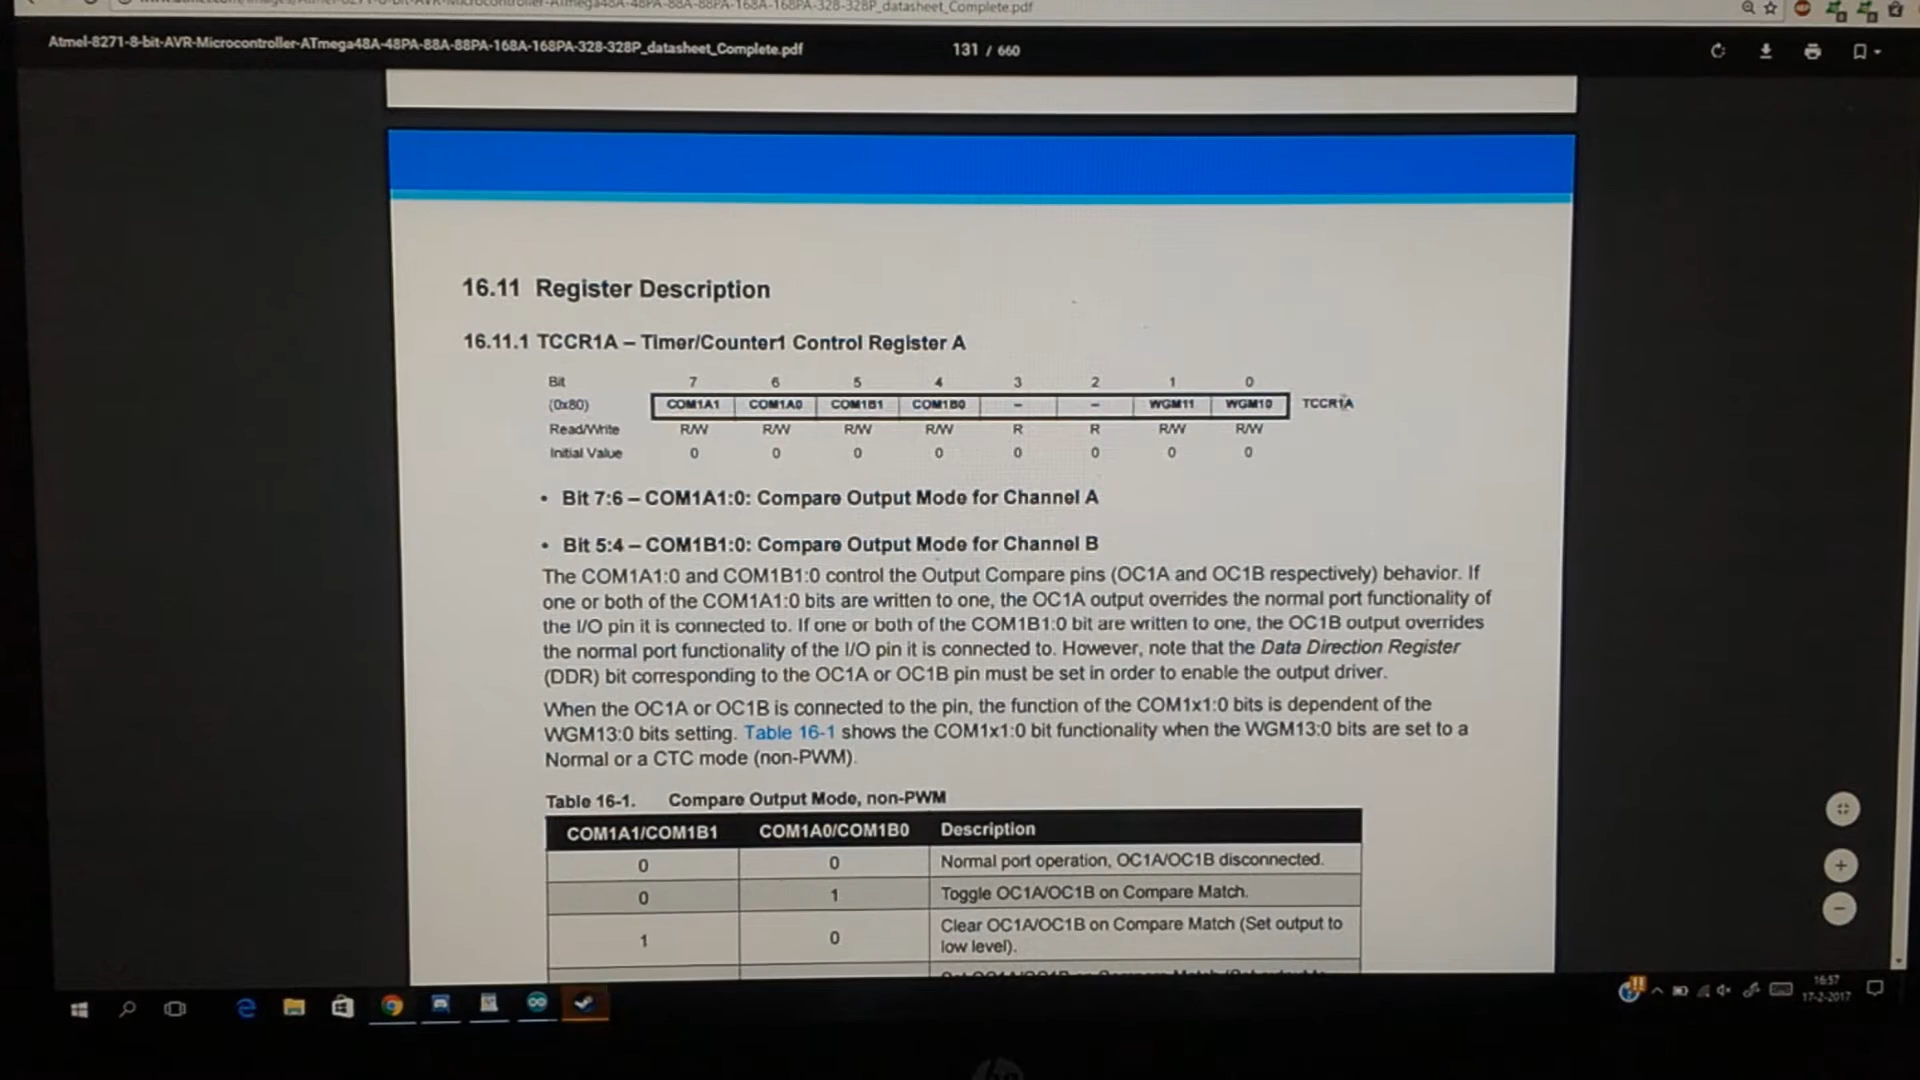 Atmel-8271-8-bit-AVR-Microcontroller-ATmega48A-48PA-88A-88PA-168A-168PA-328-328P_datasheet_Complete.pdf
131 / 660
16.11 Register Description
16.11.1 TCCR1A – Timer/Counter1 Control Register A
Bit 7 6 5 4 3 2 1 0
(0x80) COM1A1 COM1A0 COM1B1 COM1B0 – – WGM11 WGM10 TCCR1A
Read/Write R/W R/W R/W R/W R R R/W R/W
Initial Value 0 0 0 0 0 0 0 0
• Bit 7:6 – COM1A1:0: Compare Output Mode for Channel A
• Bit 5:4 – COM1B1:0: Compare Output Mode for Channel B
The COM1A1:0 and COM1B1:0 control the Output Compare pins (OC1A and OC1B respectively) behavior. If
one or both of the COM1A1:0 bits are written to one, the OC1A output overrides the normal port functionality of
the I/O pin it is connected to. If one or both of the COM1B1:0 bit are written to one, the OC1B output overrides
the normal port functionality of the I/O pin it is connected to. However, note that the Data Direction Register
(DDR) bit corresponding to the OC1A or OC1B pin must be set in order to enable the output driver.
When the OC1A or OC1B is connected to the pin, the function of the COM1x1:0 bits is dependent of the
WGM13:0 bits setting. Table 16-1 shows the COM1x1:0 bit functionality when the WGM13:0 bits are set to a
Normal or a CTC mode (non-PWM).
Table 16-1. Compare Output Mode, non-PWM
COM1A1/COM1B1 COM1A0/COM1B0 Description
0 0 Normal port operation, OC1A/OC1B disconnected.
0 1 Toggle OC1A/OC1B on Compare Match.
1 0 Clear OC1A/OC1B on Compare Match (Set output to
low level).
16:57
17-2-2017